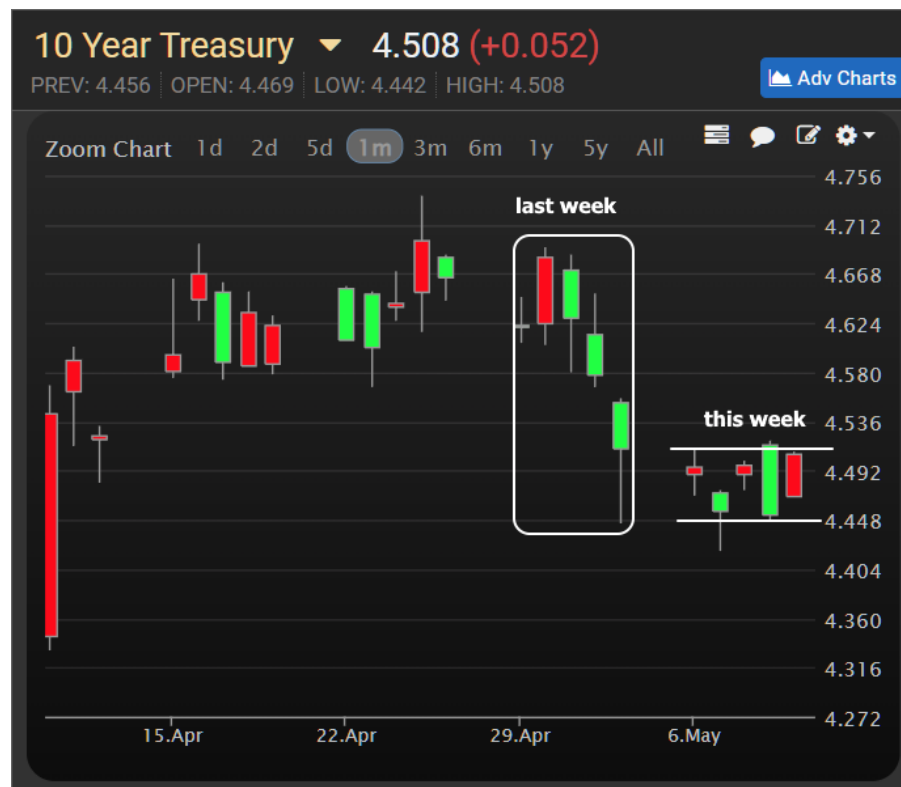 10 Year Treasury 4.508 (+0.052)
PREV: 4.456 OPEN: 4.469 LOW: 4.442 HIGH: 4.508
Adv Charts
Zoom Chart 1d 2d 5d 1m 3m 6m 1y 5y All
4.756
last week
4.712
4.668
4.624
4.580
this week
4.536
4.492
4.448
4.404
4.360
4.316
4.272
15.Apr 22.Apr 29.Apr 6.May